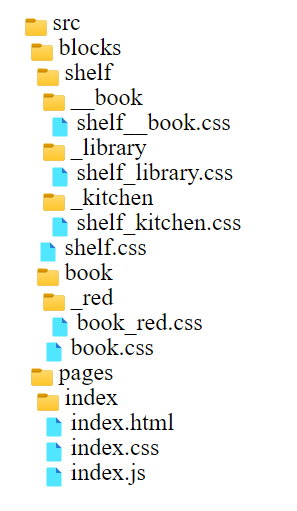 src
blocks
shelf
__book
shelf__book.css
_library
shelf_library.css
_kitchen
shelf_kitchen.css
shelf.css
book
_red
book_red.css
book.css
pages
index
index.html
index.css
index.js